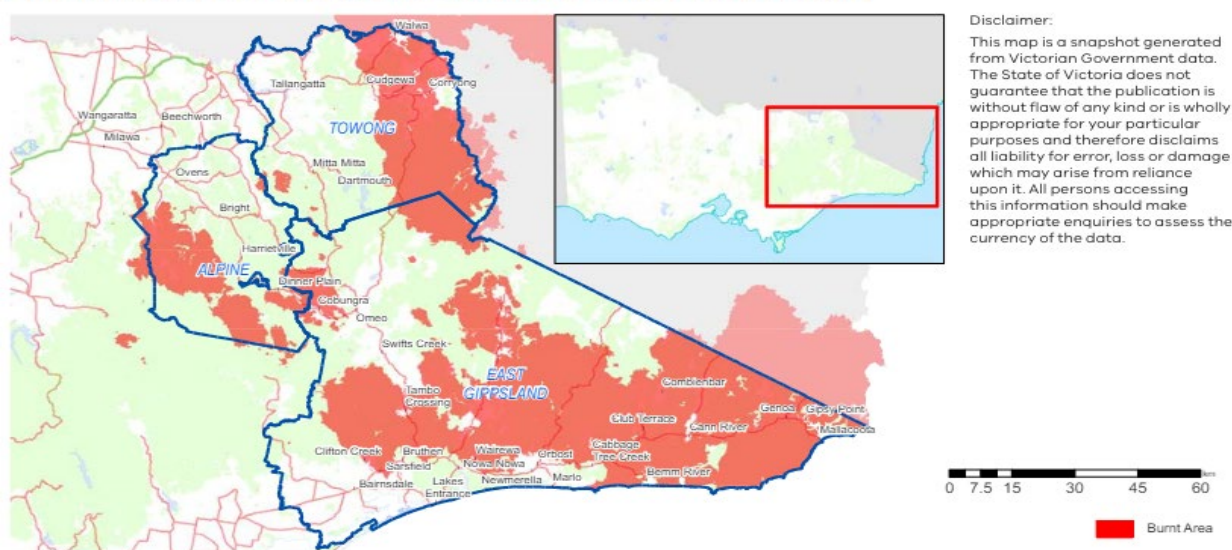 Walwa
Cudgewa
Corryong
Tallangatta
TOWONG
Wangaratta
Beechworth
Milawa
Mitta Mitta
Dartmouth
Ovens
Bright
Harrietville
ALPINE
Dinner Plain
Cobungra
Omeo
Swifts Creek
EAST
GIPPSLAND
Tambo
Crossing
Combienbar
Club Terrace
Genoa
Gipsy Point
Mallacoota
Cann River
Clifton Creek
Bruthen
Wairewa
Orbost
Cabbage
Tree Creek
Sarsfield
Nowa Nowa
Bemm River
Bairnsdale
Lakes
Entrance
Newmerella
Marlo
Disclaimer:
This map is a snapshot generated
from Victorian Government data.
The State of Victoria does not
guarantee that the publication is
without flaw of any kind or is wholly
appropriate for your particular
purposes and therefore disclaims
all liability for error, loss or damage
which may arise from reliance
upon it. All persons accessing
this information should make
appropriate enquiries to assess the
currency of the data.
0 7.5 15 30 45 60
Burnt Area